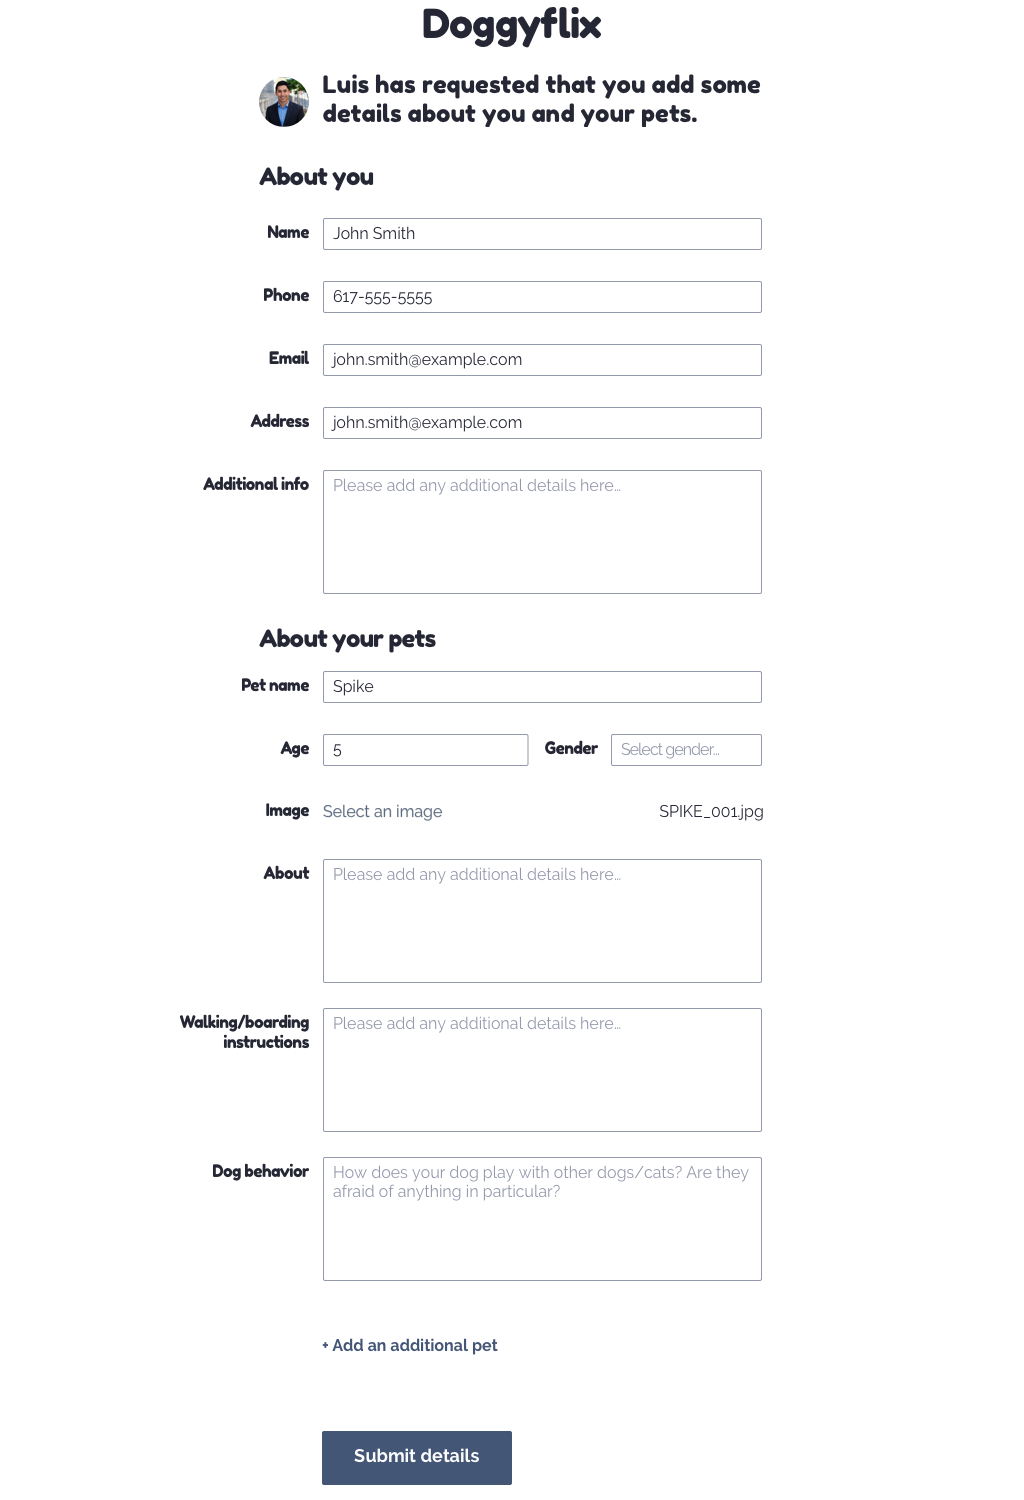 Doggyflix
Luis has requested that you add some
details about you and your pets.
About you
Name
John Smith
Phone
617-555-5555
Email
john.smith@example.com
Address
john.smith@example.com
Additional info
Please add any additional details here...
About your pets
Pet name
Spike
Age
5
Gender
Select gender...
Image
Select an image
SPIKE_001.jpg
About
Please add any additional details here...
Walking/boarding
instructions
Please add any additional details here...
Dog behavior
How does your dog play with other dogs/cats? Are they
afraid of anything in particular?
+ Add an additional pet
Submit details